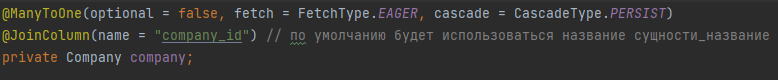 @ManyToOne(optional = false, fetch = FetchType.EAGER, cascade = CascadeType.PERSIST)
@JoinColumn(name = "company_id") // по умолчанию будет использоваться название сущности_название
private Company company;